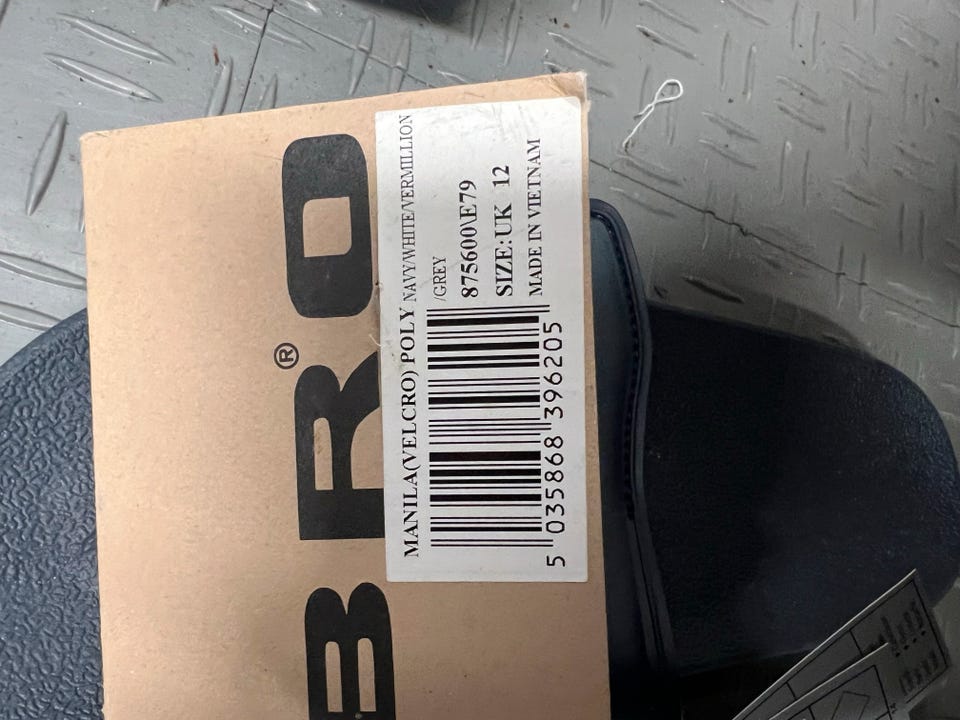 BRO®
MANILA(VELCRO) POLY NAVY/WHITE/VERMILLION
/GREY
875600\E79
SIZE:UK 12
MADE IN VIETNAM
5 035868 396205